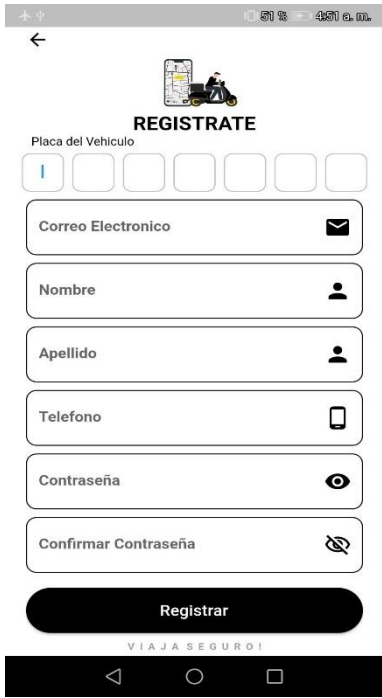 51 % 4:51 a. m.
REGISTRATE
Placa del Vehiculo
Correo Electronico
Nombre
Apellido
Telefono
Contraseña
Confirmar Contraseña
Registrar
VIAJA SEGURO!